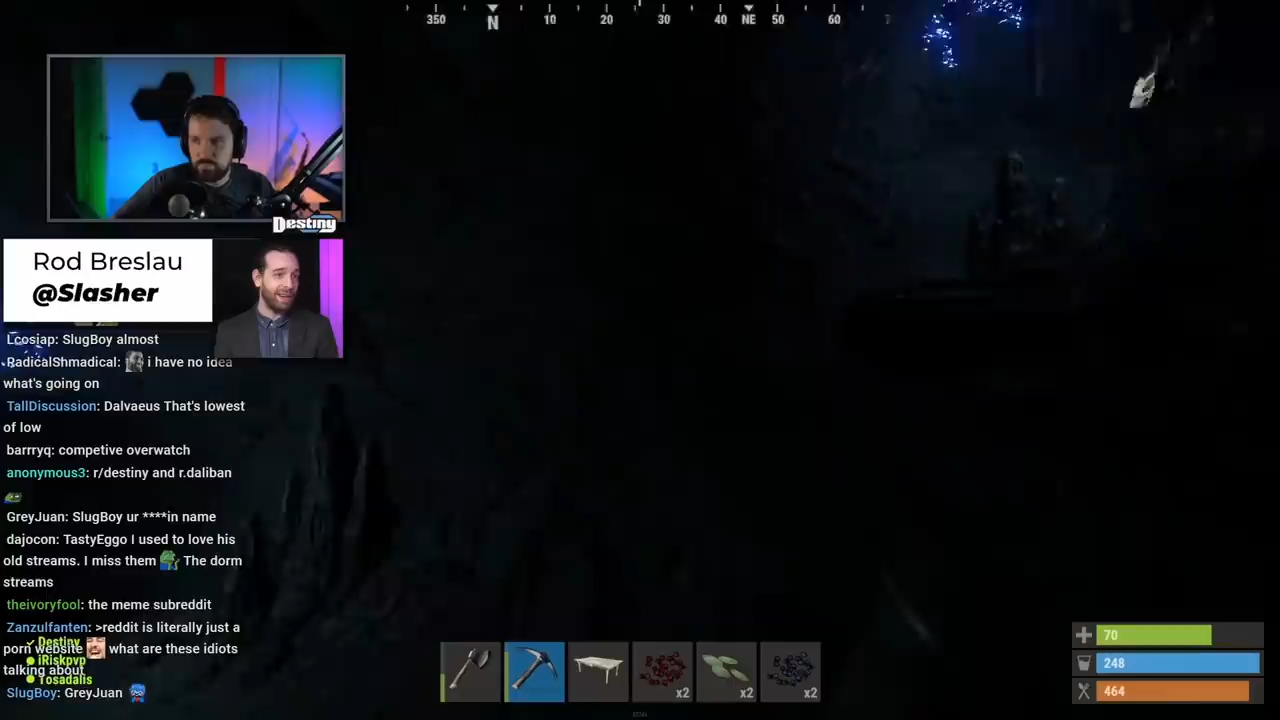 350 N 10 20 30 40 NE 50 60
Destiny
Rod Breslau
@Slasher
Lcosiap: SlugBoy almost
RadicalShmadical: i have no idea
what's going on
TallDiscussion: Dalvaeus That's lowest
of low
barrryq: competive overwatch
anonymous3: r/destiny and r.daliban
GreyJuan: SlugBoy ur ****in name
dajocon: TastyEggo I used to love his
old streams. I miss them The dorm
streams
theivoryfool: the meme subreddit
Zanzulfanten: >reddit is literally just a
porn website what are these idiots
talking about
Destiny
iRiskpvp
Tosadalis
SlugBoy: GreyJuan
x2
x2
x2
70
248
464